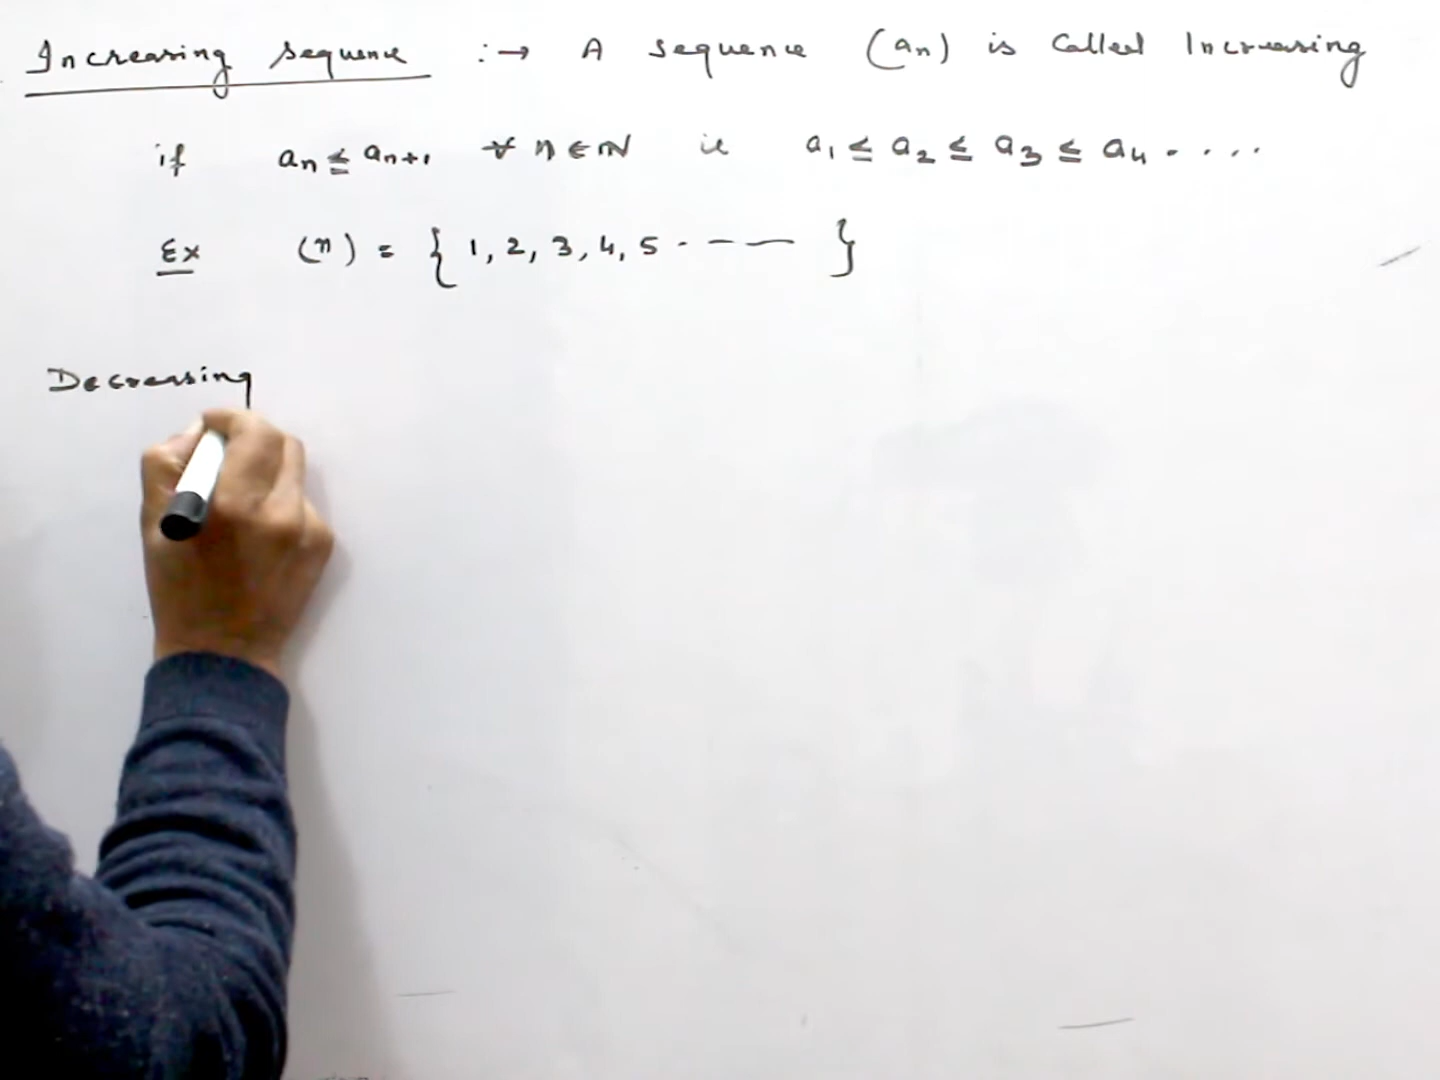 Increasing sequence :→ A sequence (aₙ) is called Increasing
if aₙ ≤ aₙ₊₁ ∀ n ∈ ℕ ie a₁ ≤ a₂ ≤ a₃ ≤ a₄ . . . .
Ex (n) = { 1, 2, 3, 4, 5 - - — }
Decreasing